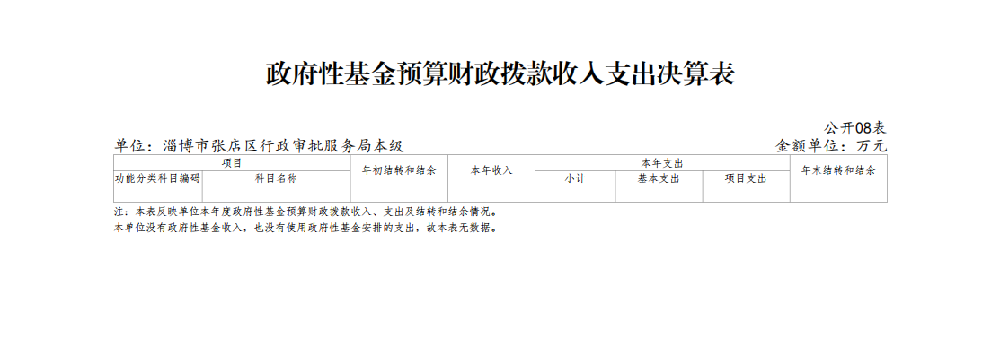 政府性基金预算财政拨款收入支出决算表
公开08表
单位：淄博市张店区行政审批服务局本级 金额单位：万元
项目 年初结转和结余 本年收入 本年支出 年末结转和结余
功能分类科目编码 科目名称 小计 基本支出 项目支出
注：本表反映单位本年度政府性基金预算财政拨款收入、支出及结转和结余情况。
本单位没有政府性基金收入，也没有使用政府性基金安排的支出，故本表无数据。